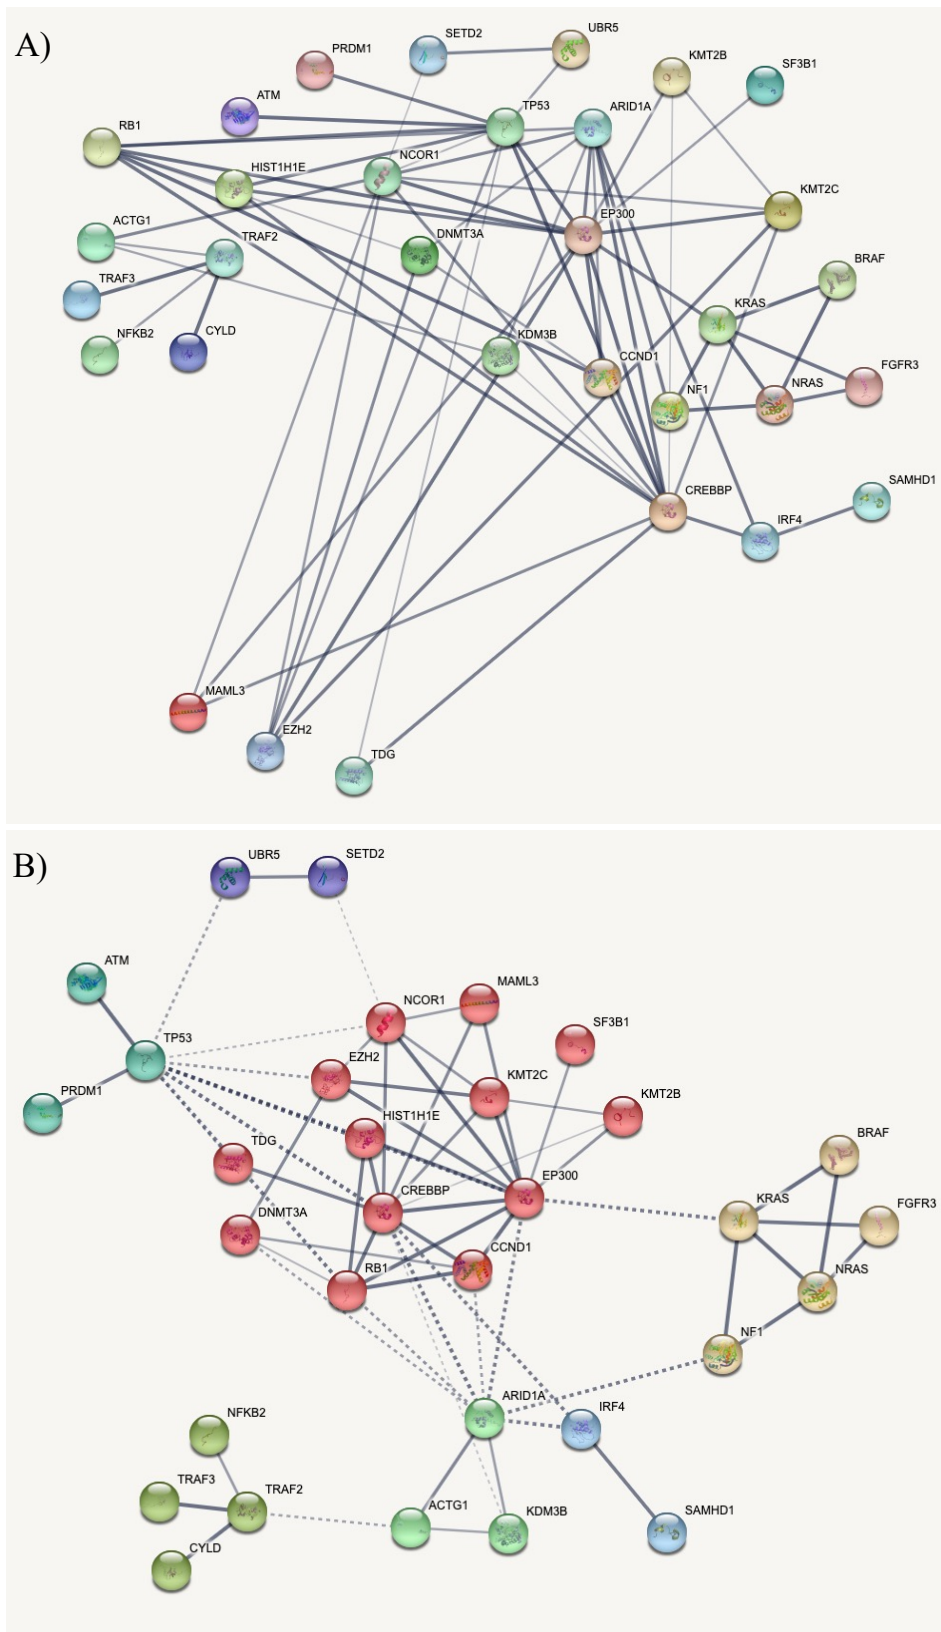 A)
SETD2
UBR5
PRDM1
KMT2B
SF3B1
ATM
TP53
ARID1A
RB1
HIST1H1E
NCOR1
KMT2C
ACTG1
EP300
TRAF2
DNMT3A
BRAF
TRAF3
KRAS
NFKB2
CYLD
KDM3B
CCND1
FGFR3
NF1
NRAS
CREBBP
SAMHD1
IRF4
MAML3
EZH2
TDG
B)
UBR5
SETD2
ATM
MAML3
NCOR1
SF3B1
TP53
EZH2
KMT2C
PRDM1
KMT2B
HIST1H1E
BRAF
TDG
EP300
CREBBP
KRAS
FGFR3
DNMT3A
CCND1
RB1
NRAS
NF1
ARID1A
IRF4
NFKB2
TRAF3
TRAF2
ACTG1
KDM3B
SAMHD1
CYLD